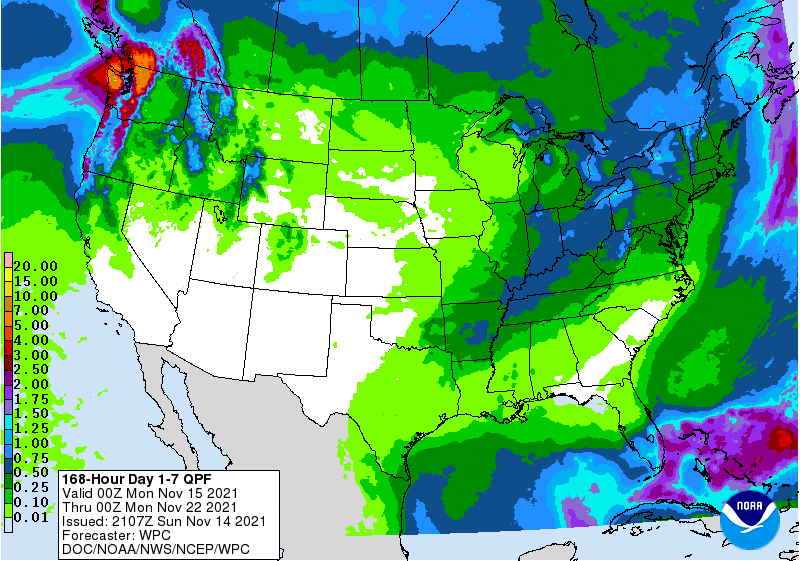 20.00
15.00
10.00
7.00
5.00
4.00
3.00
2.50
2.00
1.75
1.50
1.25
1.00
0.75
0.50
0.25
0.10
0.01
168-Hour Day 1-7 QPF
Valid 00Z Mon Nov 15 2021
Thru 00Z Mon Nov 22 2021
Issued: 2107Z Sun Nov 14 2021
Forecaster: WPC
DOC/NOAA/NWS/NCEP/WPC
NOAA